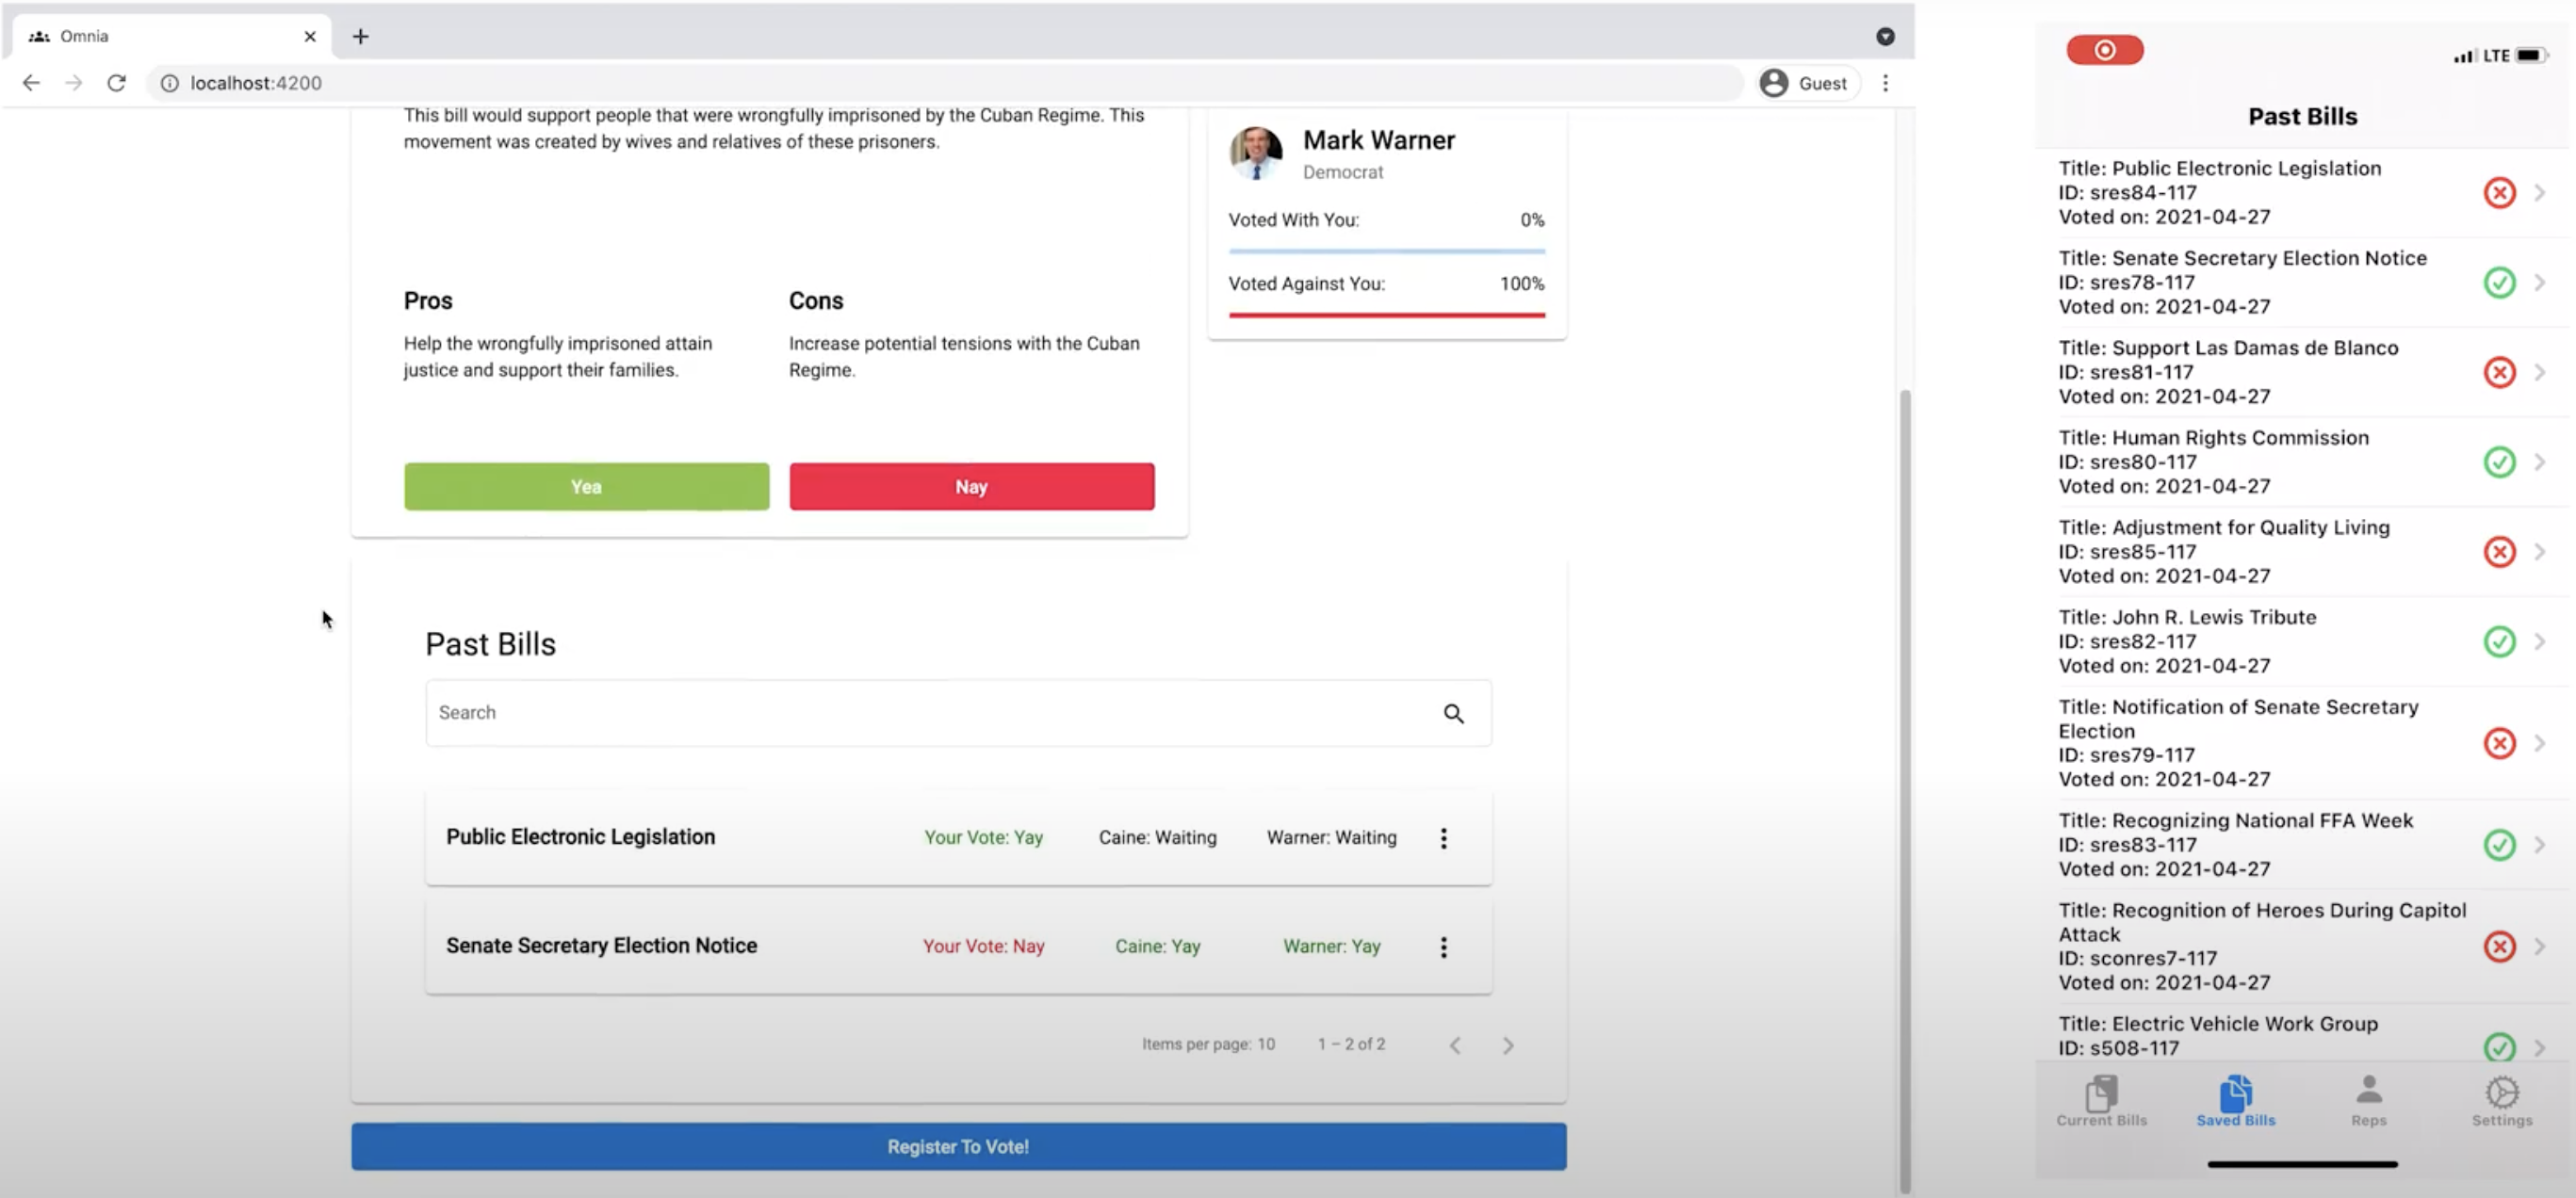 Omnia
localhost:4200
Guest
This bill would support people that were wrongfully imprisoned by the Cuban Regime. This
movement was created by wives and relatives of these prisoners.
Pros
Help the wrongfully imprisoned attain
justice and support their families.
Cons
Increase potential tensions with the Cuban
Regime.
Yea
Nay
Mark Warner
Democrat
Voted With You: 0%
Voted Against You: 100%
Past Bills
Search
Public Electronic Legislation Your Vote: Yay Caine: Waiting Warner: Waiting
Senate Secretary Election Notice Your Vote: Nay Caine: Yay Warner: Yay
Items per page: 10 1 – 2 of 2
Register To Vote!
LTE
Past Bills
Title: Public Electronic Legislation
ID: sres84-117
Voted on: 2021-04-27
Title: Senate Secretary Election Notice
ID: sres78-117
Voted on: 2021-04-27
Title: Support Las Damas de Blanco
ID: sres81-117
Voted on: 2021-04-27
Title: Human Rights Commission
ID: sres80-117
Voted on: 2021-04-27
Title: Adjustment for Quality Living
ID: sres85-117
Voted on: 2021-04-27
Title: John R. Lewis Tribute
ID: sres82-117
Voted on: 2021-04-27
Title: Notification of Senate Secretary
Election
ID: sres79-117
Voted on: 2021-04-27
Title: Recognizing National FFA Week
ID: sres83-117
Voted on: 2021-04-27
Title: Recognition of Heroes During Capitol
Attack
ID: sconres7-117
Voted on: 2021-04-27
Title: Electric Vehicle Work Group
ID: s508-117
Current Bills
Saved Bills
Reps
Settings